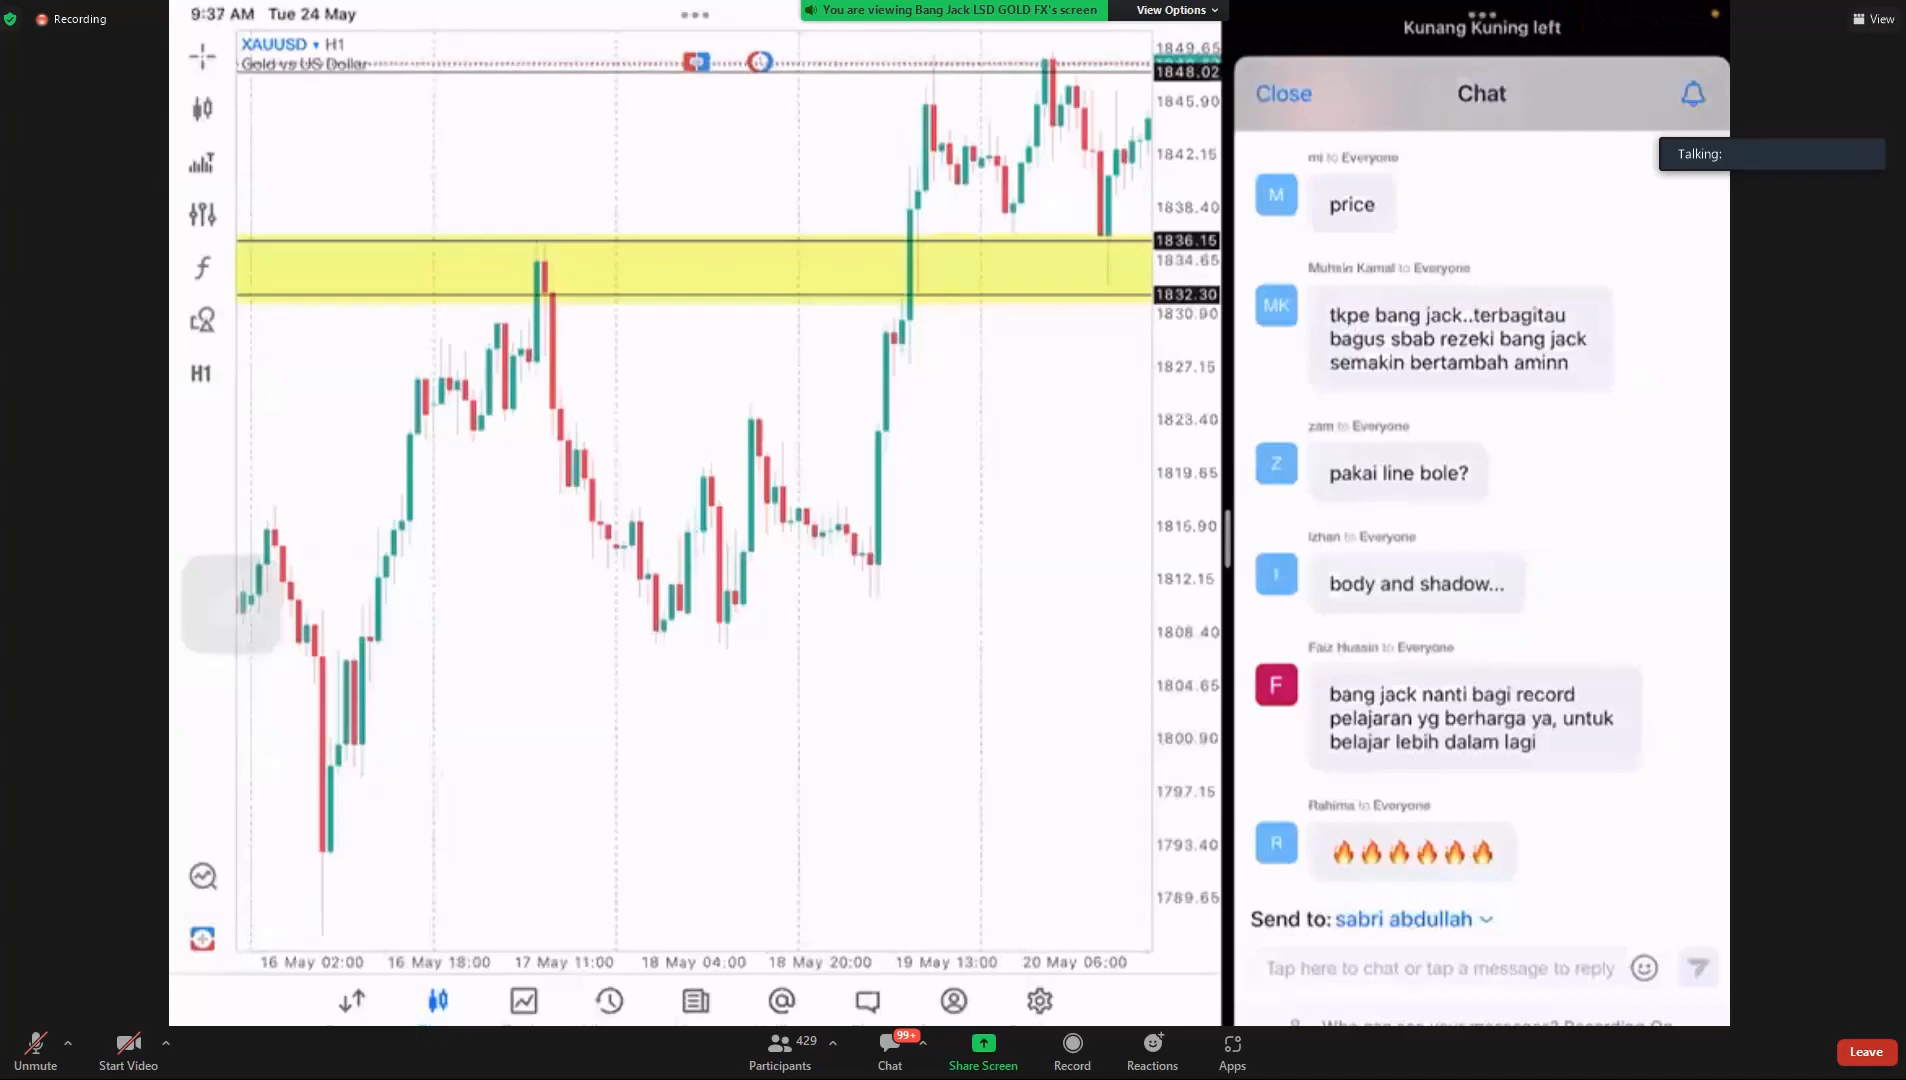 9:37 AM Tue 24 May
Recording
You are viewing Bang Jack LSD GOLD FX's screen
View Options
Kunang Kuning left
View
XAUUSD H1
Gold vs US Dollar
H1
1849.65
1848.02
1845.90
1842.15
1838.40
1836.15
1834.65
1832.30
1830.90
1827.15
1823.40
1819.65
1815.90
1812.15
1808.40
1804.65
1800.90
1797.15
1793.40
1789.65
16 May 02:00
16 May 18:00
17 May 11:00
18 May 04:00
18 May 20:00
19 May 13:00
20 May 06:00
Close
Chat
Talking:
mi to Everyone
M
price
Muhsin Kamal to Everyone
MK
tkpe bang jack..terbagitau
bagus sbab rezeki bang jack
semakin bertambah aminn
zam to Everyone
Z
pakai line bole?
Izhan to Everyone
I
body and shadow...
Faiz Hussin to Everyone
F
bang jack nanti bagi record
pelajaran yg berharga ya, untuk
belajar lebih dalam lagi
Rahima to Everyone
R
🔥🔥🔥🔥🔥🔥
Send to: sabri abdullah
Tap here to chat or tap a message to reply
Who can see your messages? Recording On
Unmute
Start Video
429
Participants
99+
Chat
Share Screen
Record
Reactions
Apps
Leave